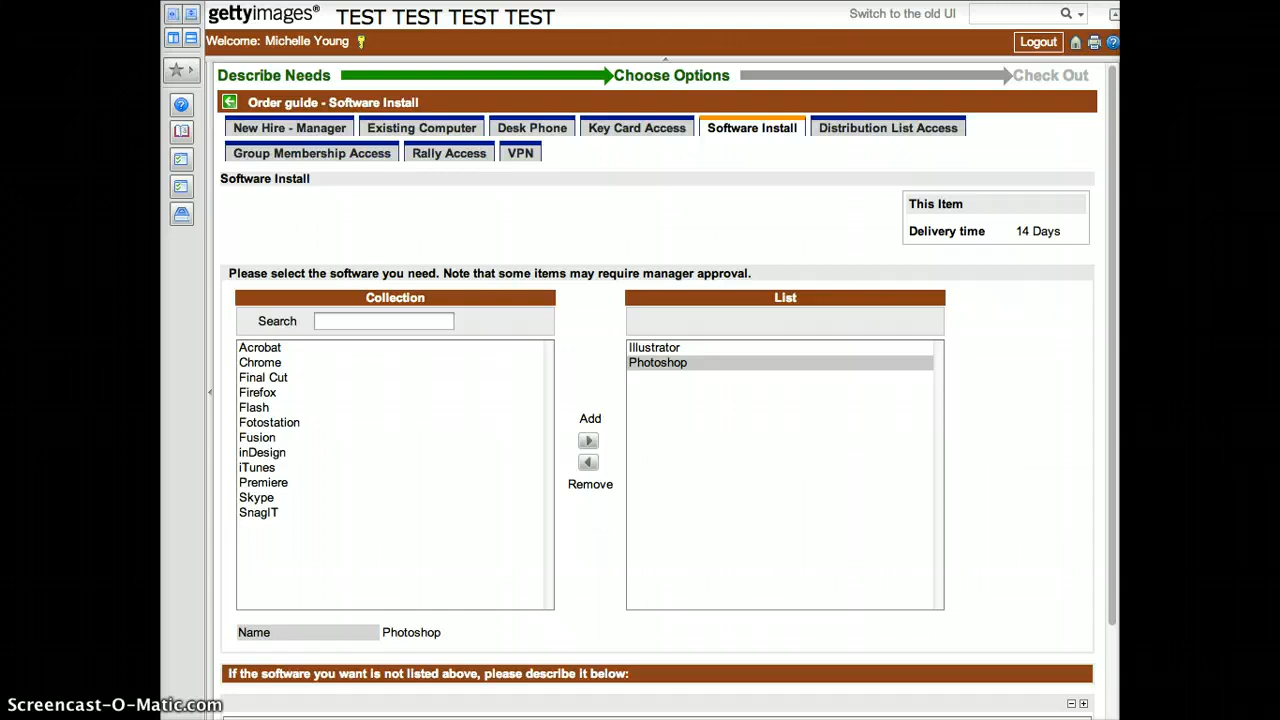 gettyimages® TEST TEST TEST TEST
Switch to the old UI
Welcome: Michelle Young
Logout
Describe Needs Choose Options Check Out
Order guide - Software Install
New Hire - Manager Existing Computer Desk Phone Key Card Access Software Install Distribution List Access
Group Membership Access Rally Access VPN
Software Install
This Item
Delivery time 14 Days
Please select the software you need. Note that some items may require manager approval.
Collection
Search
Acrobat
Chrome
Final Cut
Firefox
Flash
Fotostation
Fusion
inDesign
iTunes
Premiere
Skype
SnagIT
Add
Remove
List
Illustrator
Photoshop
Name Photoshop
If the software you want is not listed above, please describe it below:
Screencast-O-Matic.com